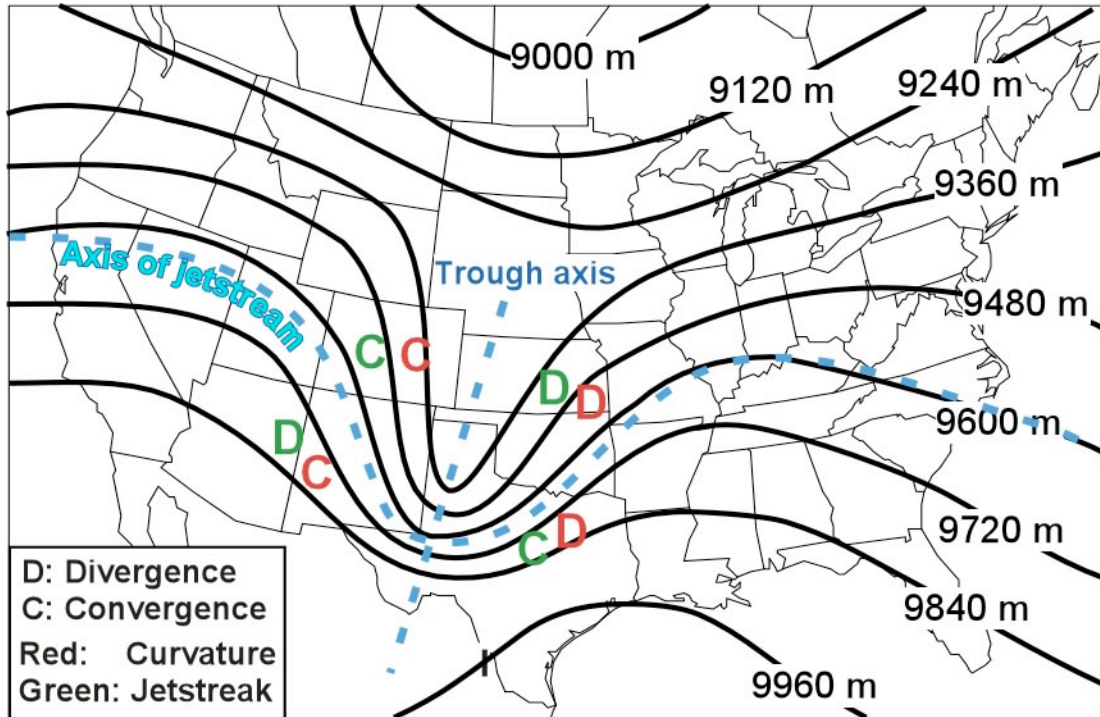 9000 m
9120 m
9240 m
9360 m
Axis of jetstream
Trough axis
9480 m
C
C
D
D
D
C
9600 m
D
C
9720 m
9840 m
9960 m
D: Divergence
C: Convergence
Red: Curvature
Green: Jetstreak